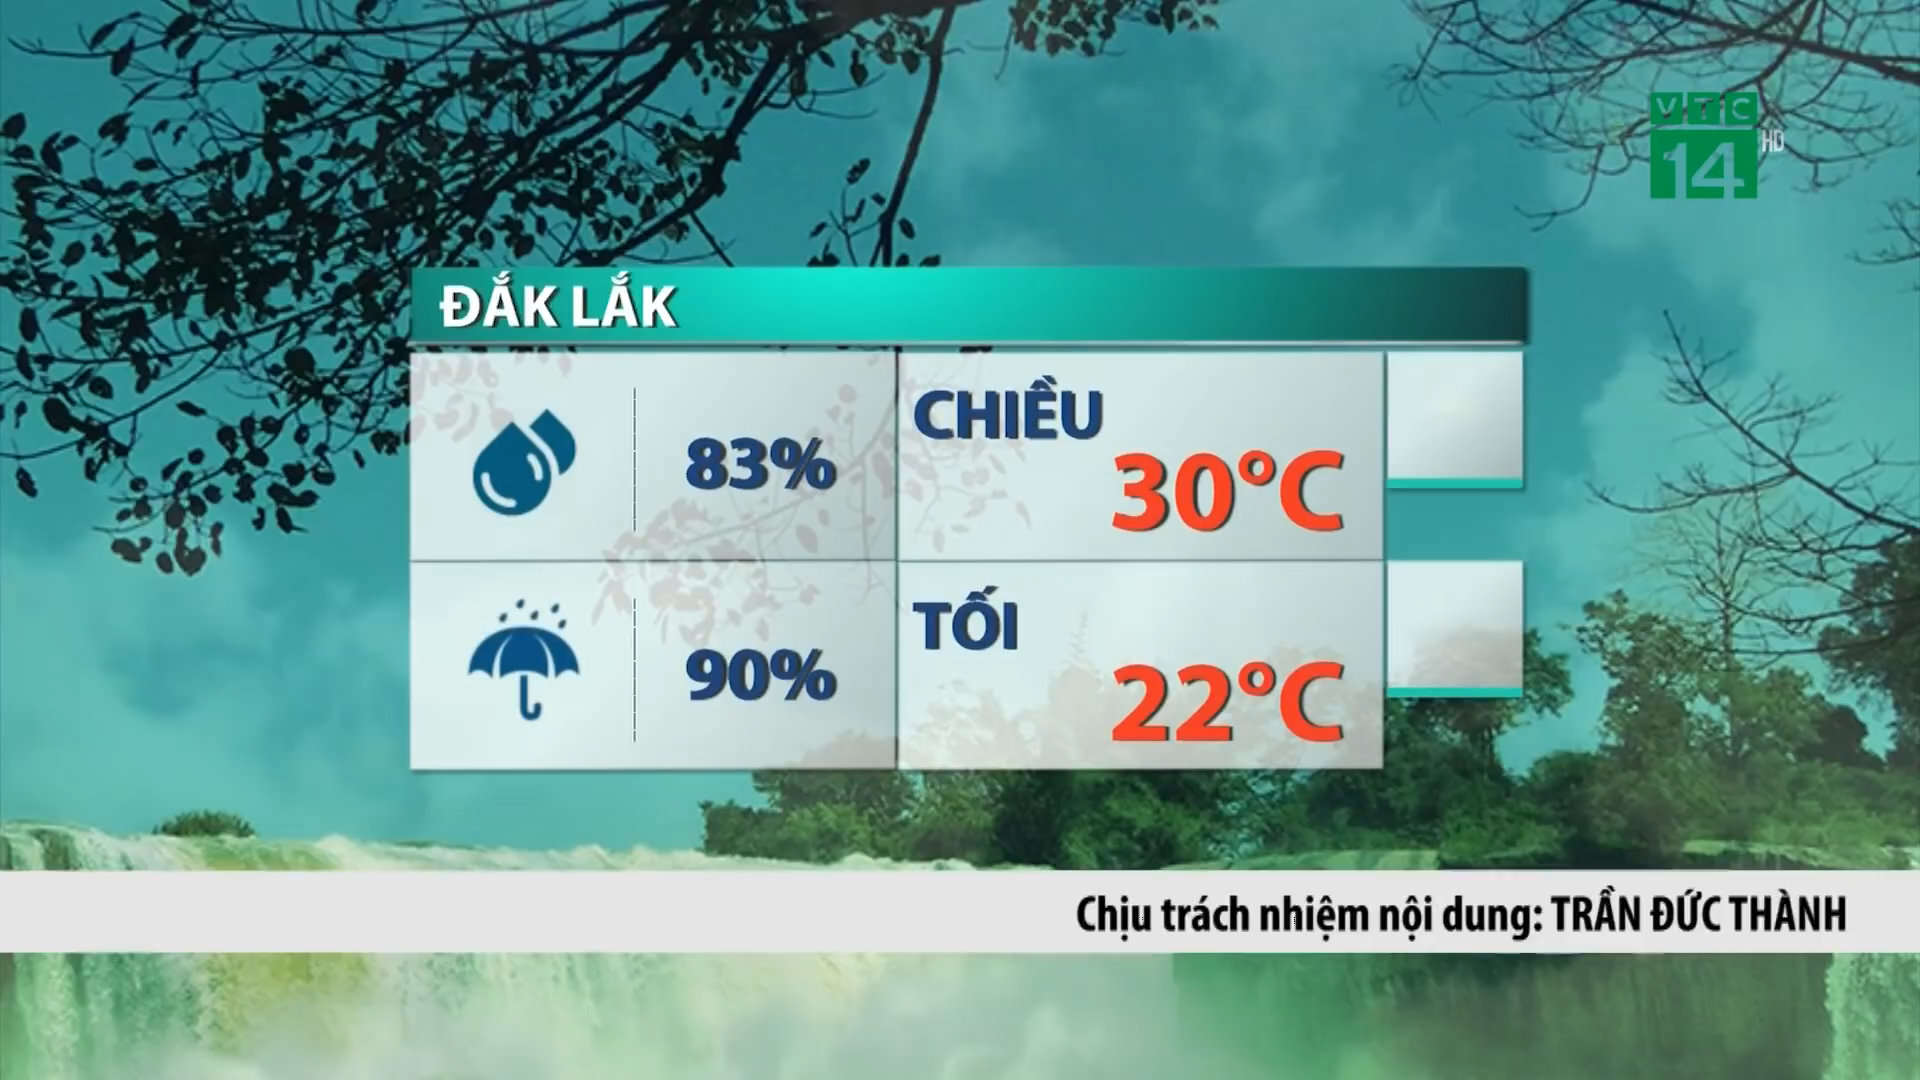 VTC
14 HD
ĐẮK LẮK
83%
CHIỀU
30°C
90%
TỐI
22°C
Chịu trách nhiệm nội dung: TRẦN ĐỨC THÀNH